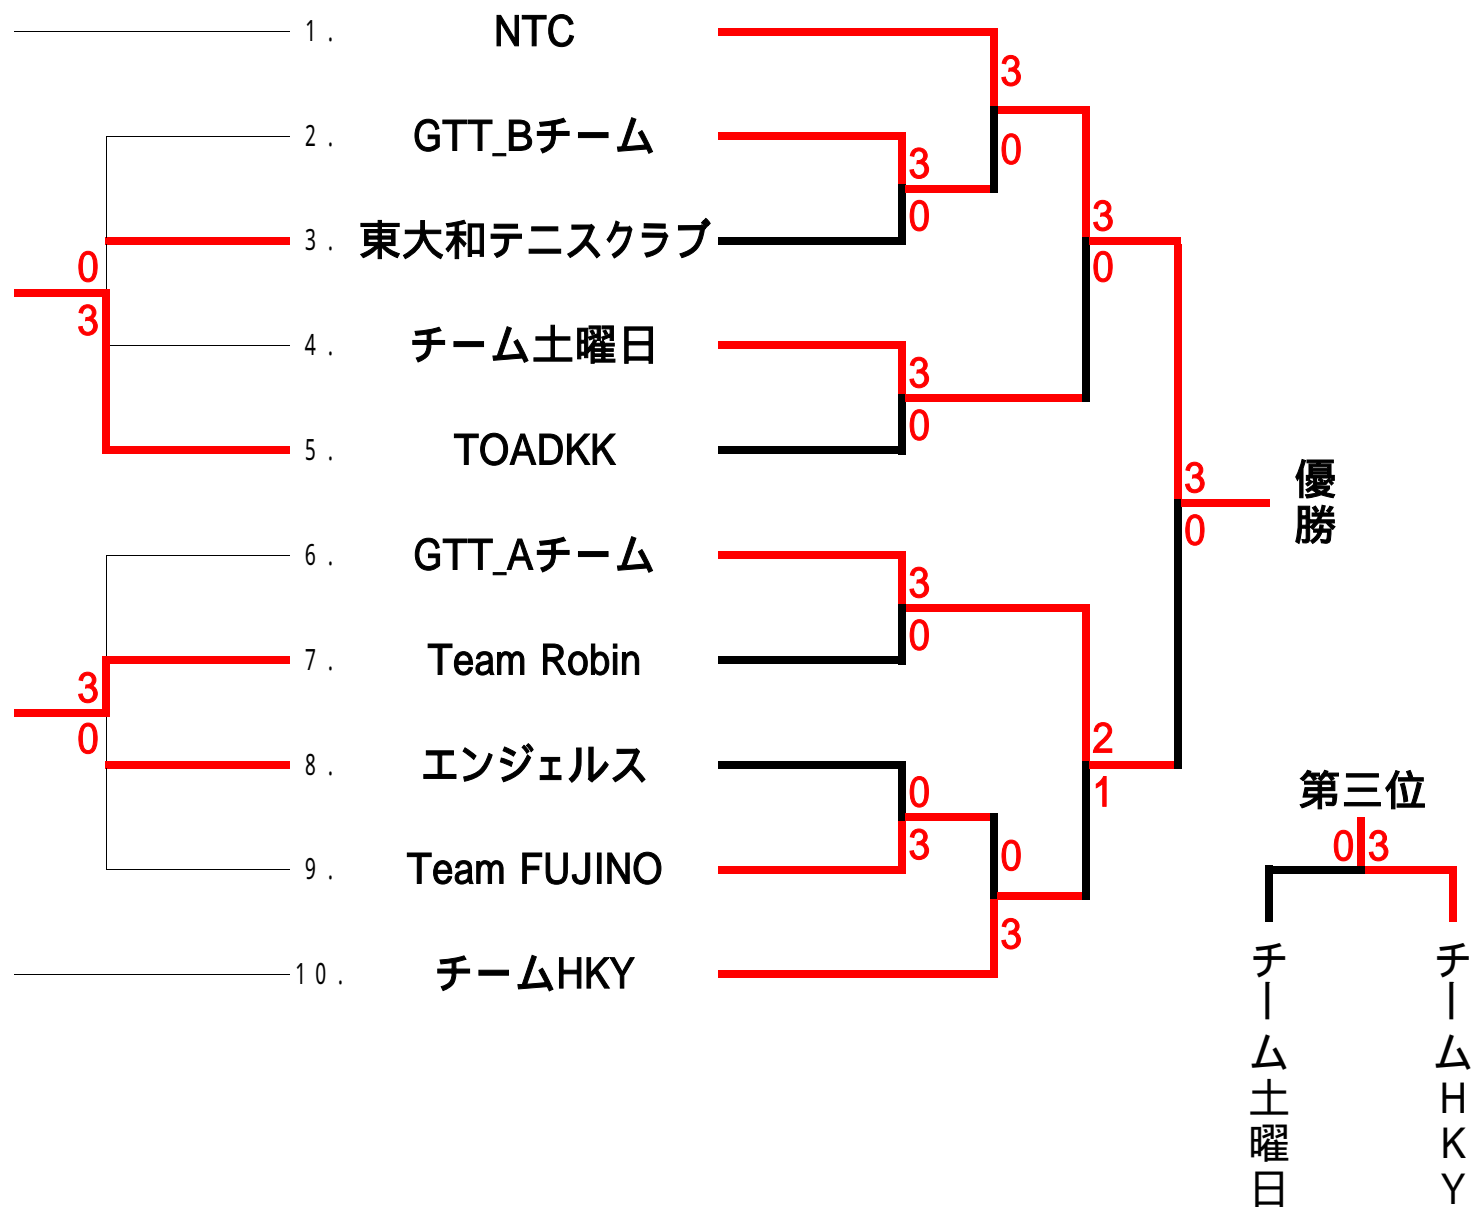 1. NTC
3
2. GTT_Bチーム
0
3
0
3. 東大和テニスクラブ
3
0
0
3
4. チーム土曜日
3
0
5. TOADKK
3
0
優勝
6. GTT_Aチーム
3
0
7. Team Robin
3
0
2
1
8. エンジェルス
0
3
9. Team FUJINO
0
3
10. チームHKY
第三位
0 3
チーム土曜日
チームHKY